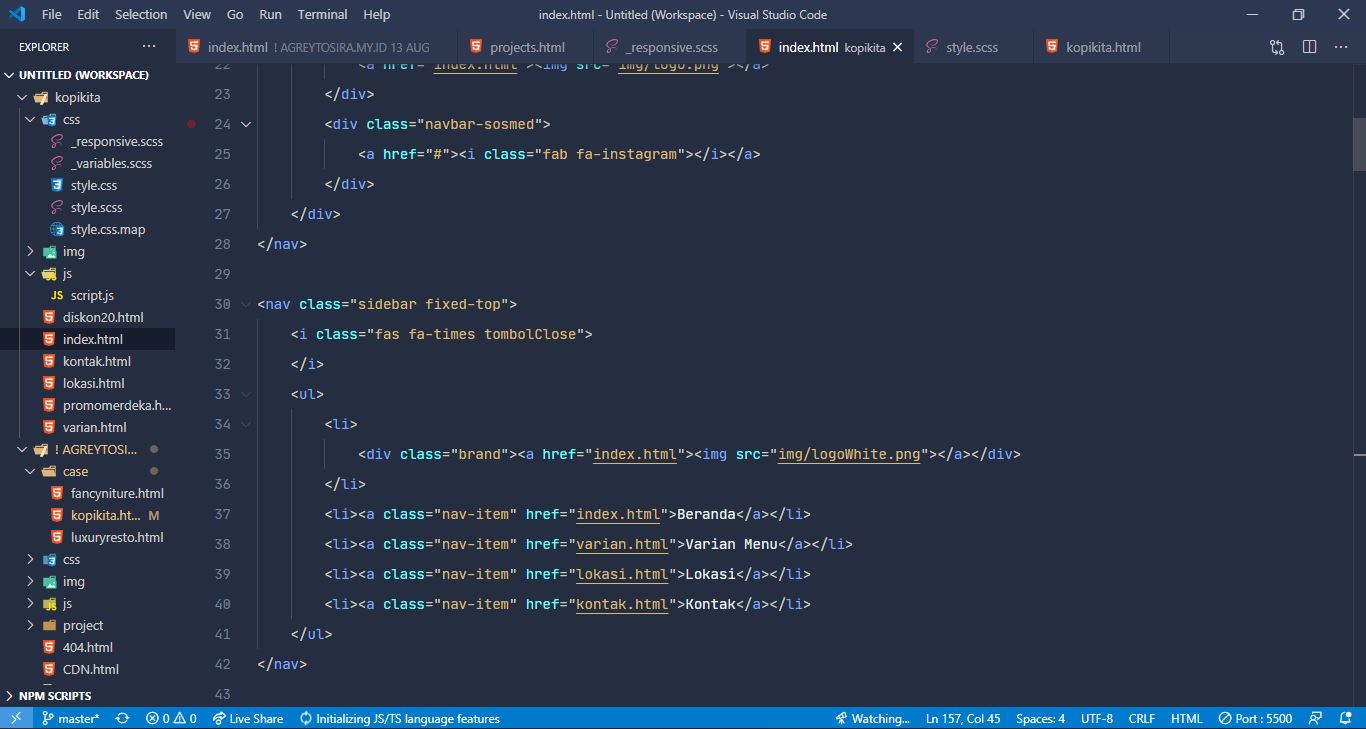 File Edit Selection View Go Run Terminal Help index.html - Untitled (Workspace) - Visual Studio Code
EXPLORER
index.html ! AGREYTOSIRA.MY.ID 13 AUG projects.html _responsive.scss index.html kopikita style.scss kopikita.html
UNTITLED (WORKSPACE)
kopikita
css
_responsive.scss
_variables.scss
style.css
style.scss
style.css.map
img
js
JS script.js
diskon20.html
index.html
kontak.html
lokasi.html
promomerdeka.h...
varian.html
! AGREYTOSI...
case
fancyniture.html
kopikita.ht... M
luxuryresto.html
css
img
js
project
404.html
CDN.html
NPM SCRIPTS
22 <a href="index.html"><img src="img/logo.png"></a>
23 </div>
24 <div class="navbar-sosmed">
25 <a href="#"><i class="fab fa-instagram"></i></a>
26 </div>
27 </div>
28 </nav>
29
30 <nav class="sidebar fixed-top">
31 <i class="fas fa-times tombolClose">
32 </i>
33 <ul>
34 <li>
35 <div class="brand"><a href="index.html"><img src="img/logoWhite.png"></a></div>
36 </li>
37 <li><a class="nav-item" href="index.html">Beranda</a></li>
38 <li><a class="nav-item" href="varian.html">Varian Menu</a></li>
39 <li><a class="nav-item" href="lokasi.html">Lokasi</a></li>
40 <li><a class="nav-item" href="kontak.html">Kontak</a></li>
41 </ul>
42 </nav>
43
master* 0 0 Live Share Initializing JS/TS language features Watching... Ln 157, Col 45 Spaces: 4 UTF-8 CRLF HTML Port : 5500